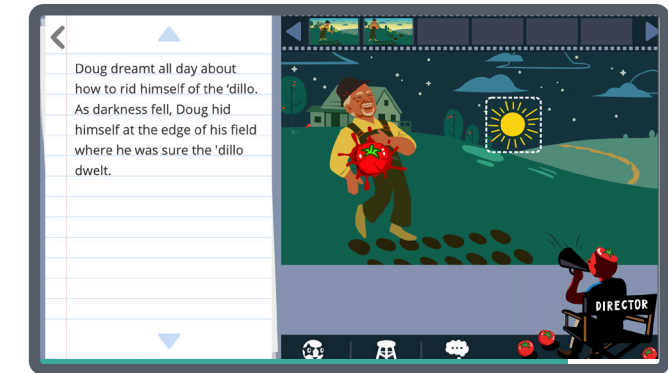 Doug dreamt all day about
how to rid himself of the ‘dillo.
As darkness fell, Doug hid
himself at the edge of his field
where he was sure the 'dillo
dwelt.
DIRECTOR